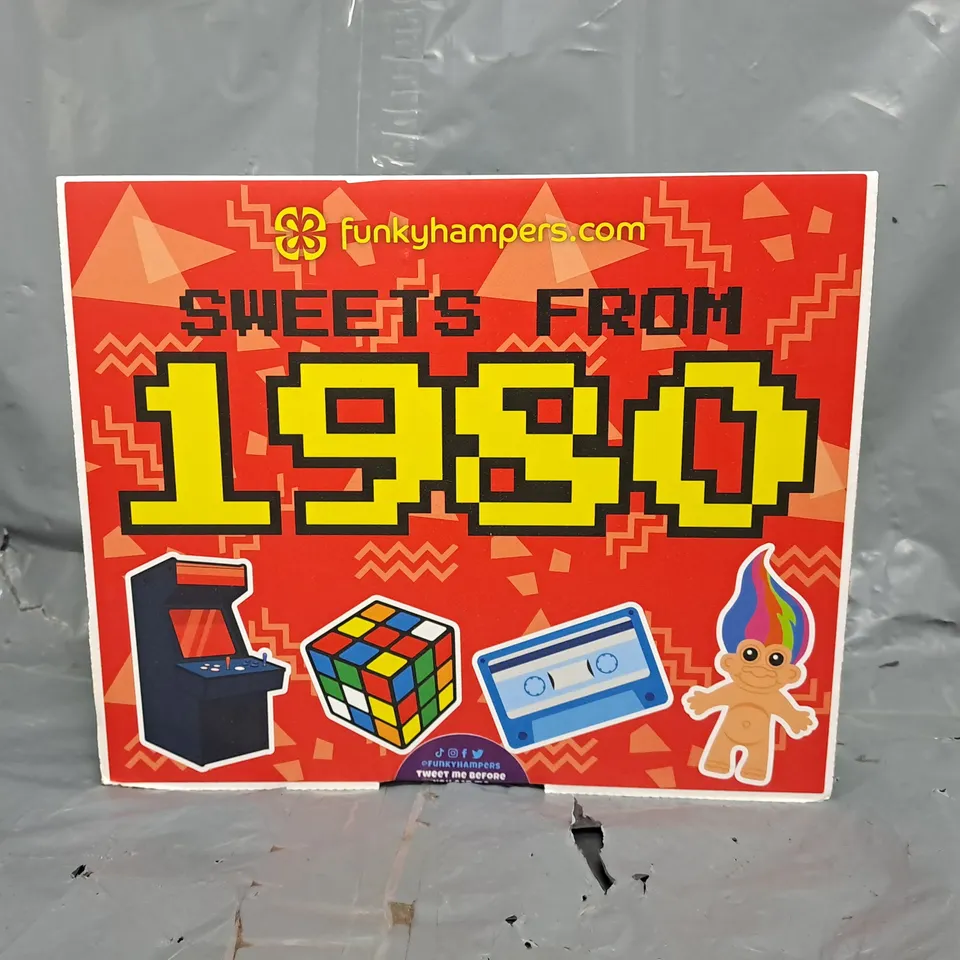 funkyhampers.com
SWEETS FROM
1980
@FUNKYHAMPERS
TWEET ME BEFORE